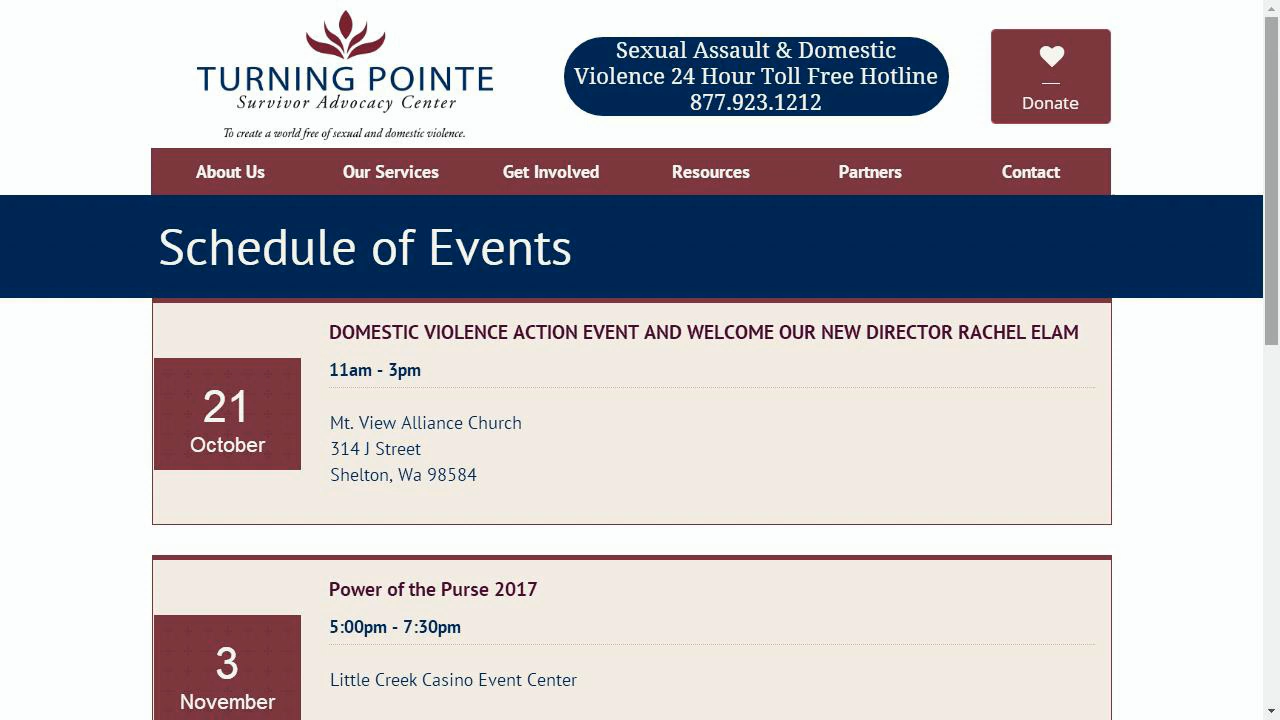 TURNING POINTE
Survivor Advocacy Center
To create a world free of sexual and domestic violence.
Sexual Assault & Domestic
Violence 24 Hour Toll Free Hotline
877.923.1212
Donate
About Us Our Services Get Involved Resources Partners Contact
Schedule of Events
DOMESTIC VIOLENCE ACTION EVENT AND WELCOME OUR NEW DIRECTOR RACHEL ELAM
11am - 3pm
21
October
Mt. View Alliance Church
314 J Street
Shelton, Wa 98584
Power of the Purse 2017
5:00pm - 7:30pm
3
November
Little Creek Casino Event Center